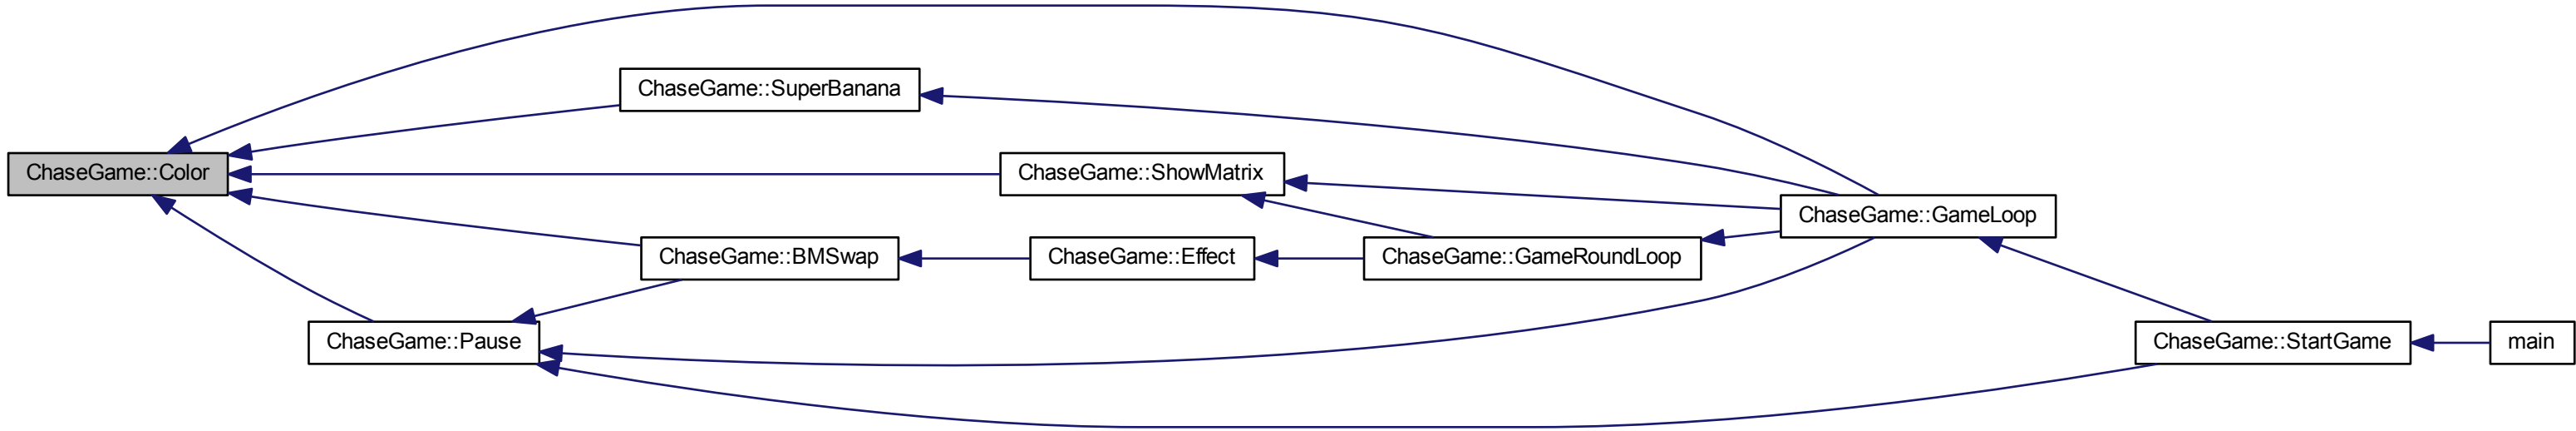 ChaseGame::SuperBanana
ChaseGame::Color
ChaseGame::ShowMatrix
ChaseGame::GameLoop
ChaseGame::BMSwap
ChaseGame::Effect
ChaseGame::GameRoundLoop
ChaseGame::Pause
ChaseGame::StartGame
main